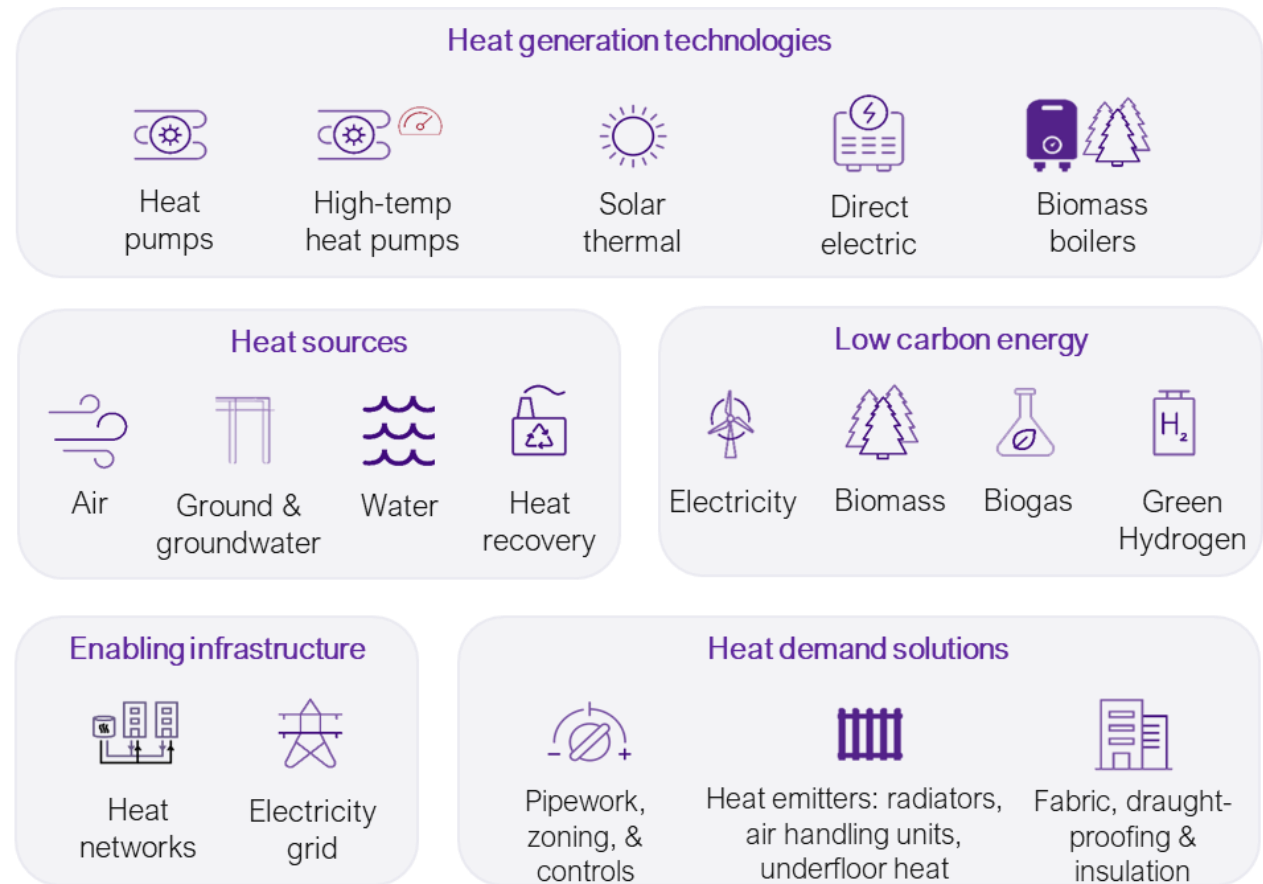 Heat generation technologies
Heat
pumps
High-temp
heat pumps
Solar
thermal
Direct
electric
Biomass
boilers
Heat sources
Air
Ground &
groundwater
Water
Heat
recovery
Low carbon energy
Electricity
Biomass
Biogas
H₂
Green
Hydrogen
Enabling infrastructure
Heat
networks
Electricity
grid
Heat demand solutions
- +
Pipework,
zoning, &
controls
Heat emitters: radiators,
air handling units,
underfloor heat
Fabric, draught-
proofing &
insulation